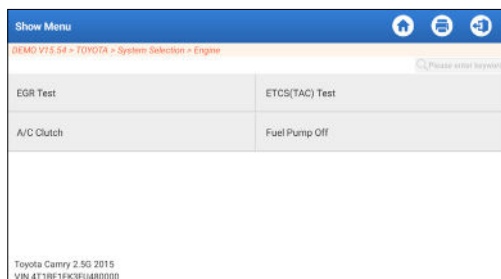 Show Menu
DEMO V15.54 > TOYOTA > System Selection > Engine
Please enter keyword
EGR Test
ETCS(TAC) Test
A/C Clutch
Fuel Pump Off
Toyota Camry 2.5G 2015
VIN 4T1BF1FK3FU480000